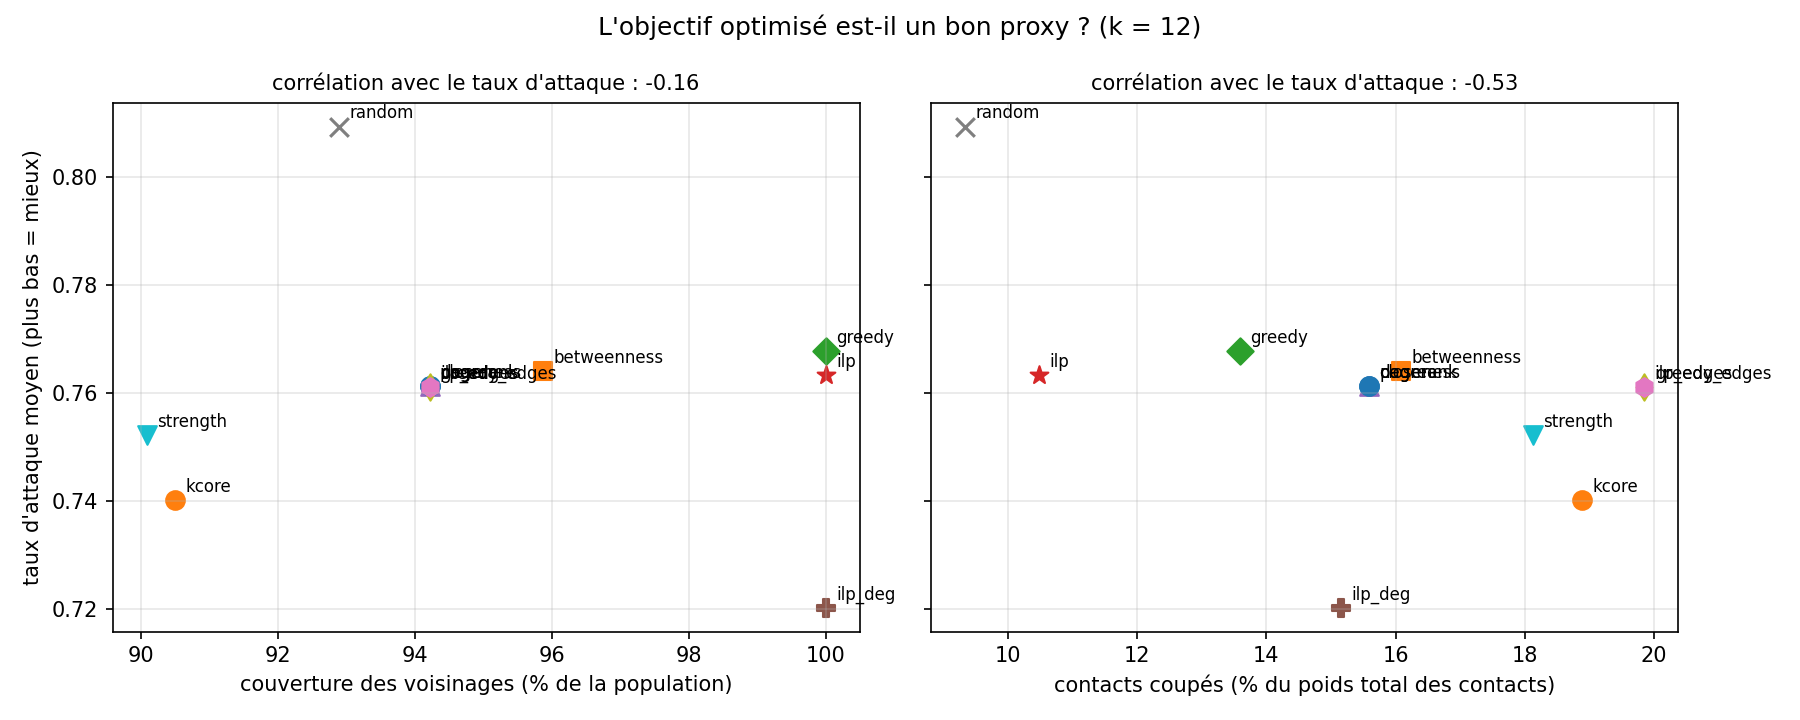 L'objectif optimisé est-il un bon proxy ? (k = 12)
corrélation avec le taux d'attaque : -0.16
taux d'attaque moyen (plus bas = mieux)
0.80
0.78
0.76
0.74
0.72
random
greedy
ilp
betweenness
strength
kcore
ilp_deg
90
92
94
96
98
100
couverture des voisinages (% de la population)
corrélation avec le taux d'attaque : -0.53
random
greedy
ilp
betweenness
strength
kcore
ilp_deg
10
12
14
16
18
20
contacts coupés (% du poids total des contacts)